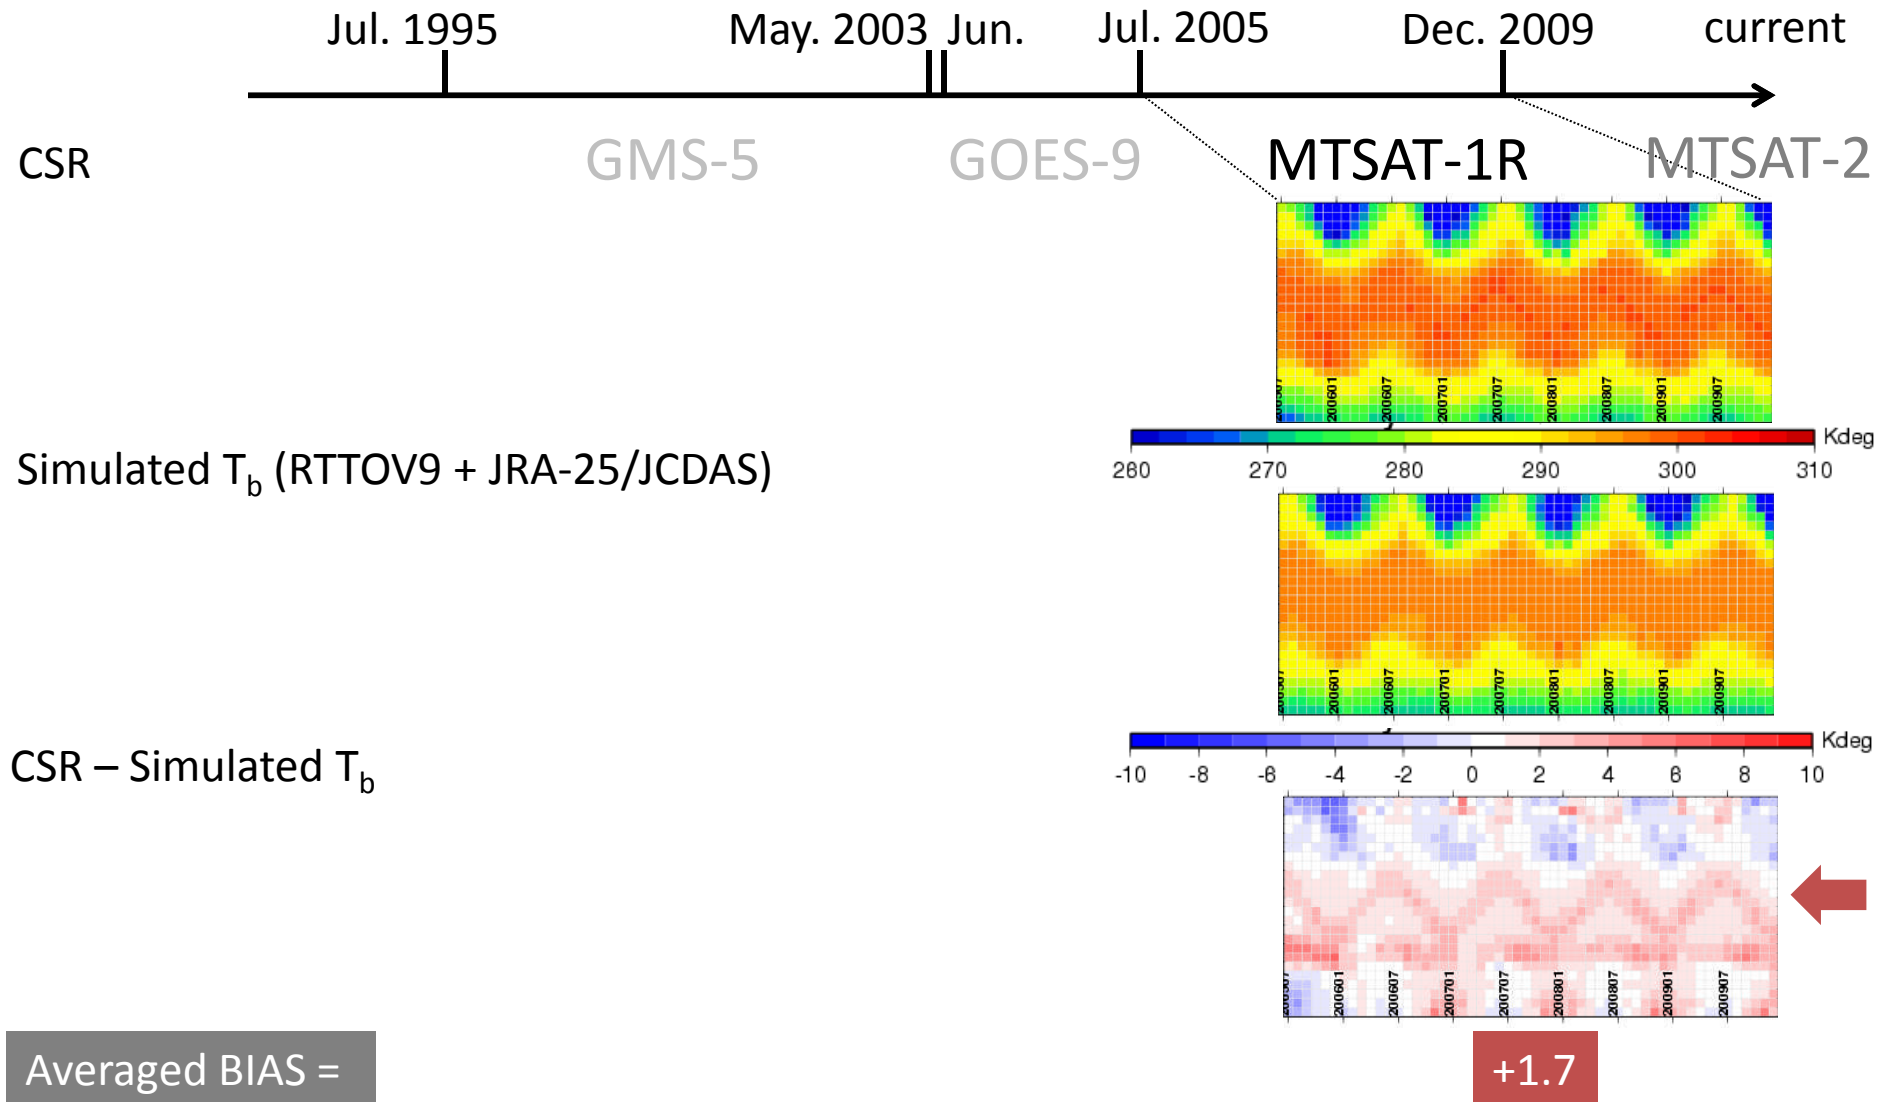 Jul. 1995 May. 2003 Jun. Jul. 2005 Dec. 2009 current
CSR GMS-5 GOES-9 MTSAT-1R MTSAT-2
200601 200607 200701 200707 200801 200807 200901 200907
Kdeg
260 270 280 290 300 310
Simulated Tb (RTTOV9 + JRA-25/JCDAS)
200601 200607 200701 200707 200801 200807 200901 200907
Kdeg
-10 -8 -6 -4 -2 0 2 4 6 8 10
CSR – Simulated Tb
200601 200607 200701 200707 200801 200807 200901 200907
Averaged BIAS = +1.7